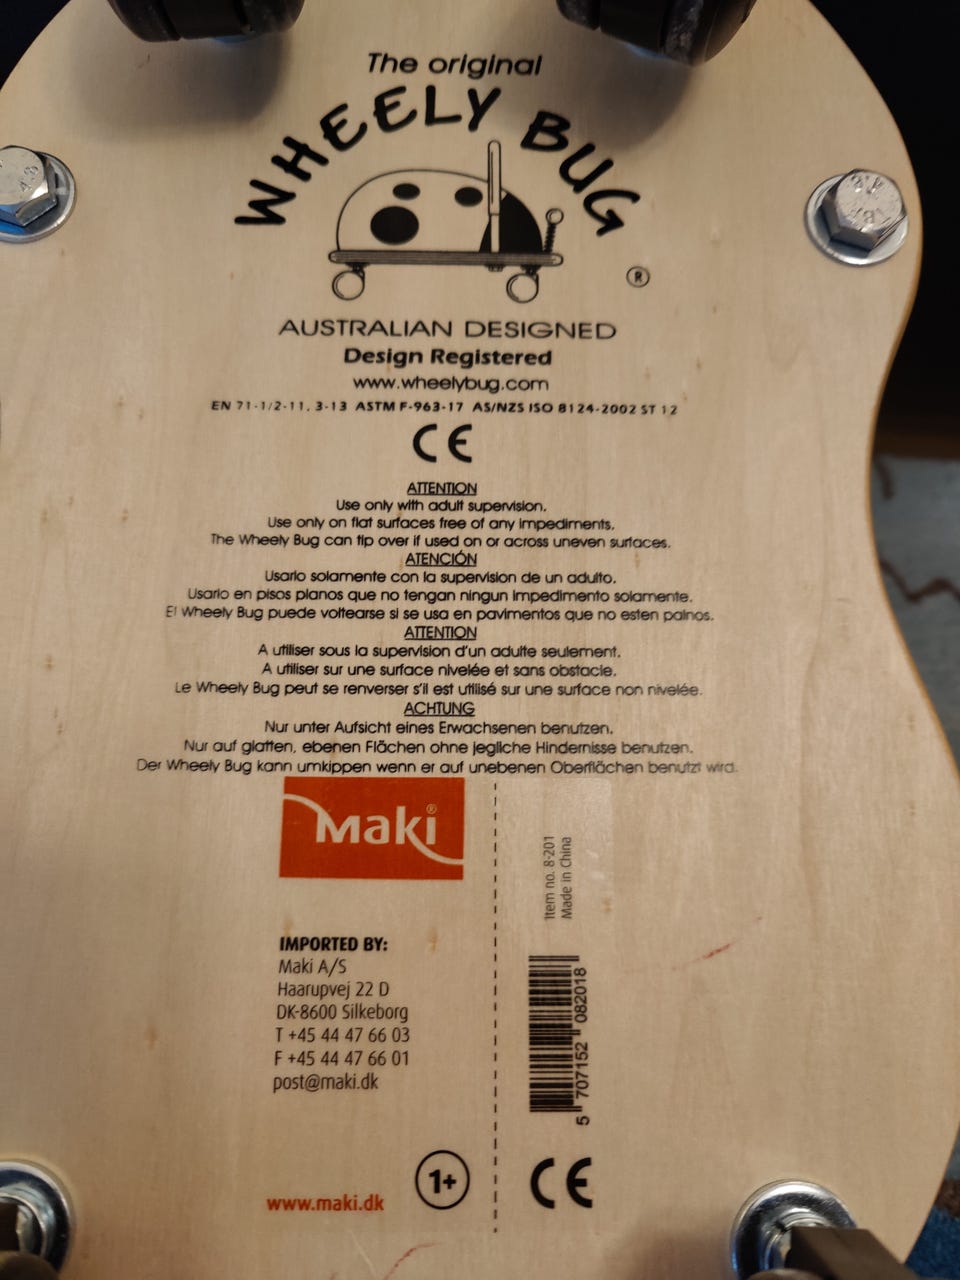 The original
WHEELY BUG
®
AUSTRALIAN DESIGNED
Design Registered
www.wheelybug.com
EN 71-1/2-11, 3-13 ASTM F-963-17 AS/NZS ISO 8124-2002 ST 12
CE
ATTENTION
Use only with adult supervision.
Use only on flat surfaces free of any impediments.
The Wheely Bug can tip over if used on or across uneven surfaces.
ATENCIÓN
Usarlo solamente con la supervision de un adulto.
Usarlo en pisos planos que no tengan ningun impedimento solamente.
El Wheely Bug puede voltearse si se usa en pavimentos que no esten palnos.
ATTENTION
A utiliser sous la supervision d'un adulte seulement.
A utiliser sur une surface nivelée et sans obstacle.
Le Wheely Bug peut se renverser s'il est utilisé sur une surface non nivelée.
ACHTUNG
Nur unter Aufsicht eines Erwachsenen benutzen.
Nur auf glatten, ebenen Flächen ohne jegliche Hindernisse benutzen.
Der Wheely Bug kann umkippen wenn er auf unebenen Oberflächen benutzt wird.
Maki®
IMPORTED BY:
Maki A/S
Haarupvej 22 D
DK-8600 Silkeborg
T +45 44 47 66 03
F +45 44 47 66 01
post@maki.dk
www.maki.dk
1+
Item no. 8-201
Made in China
5 707152 082018
CE